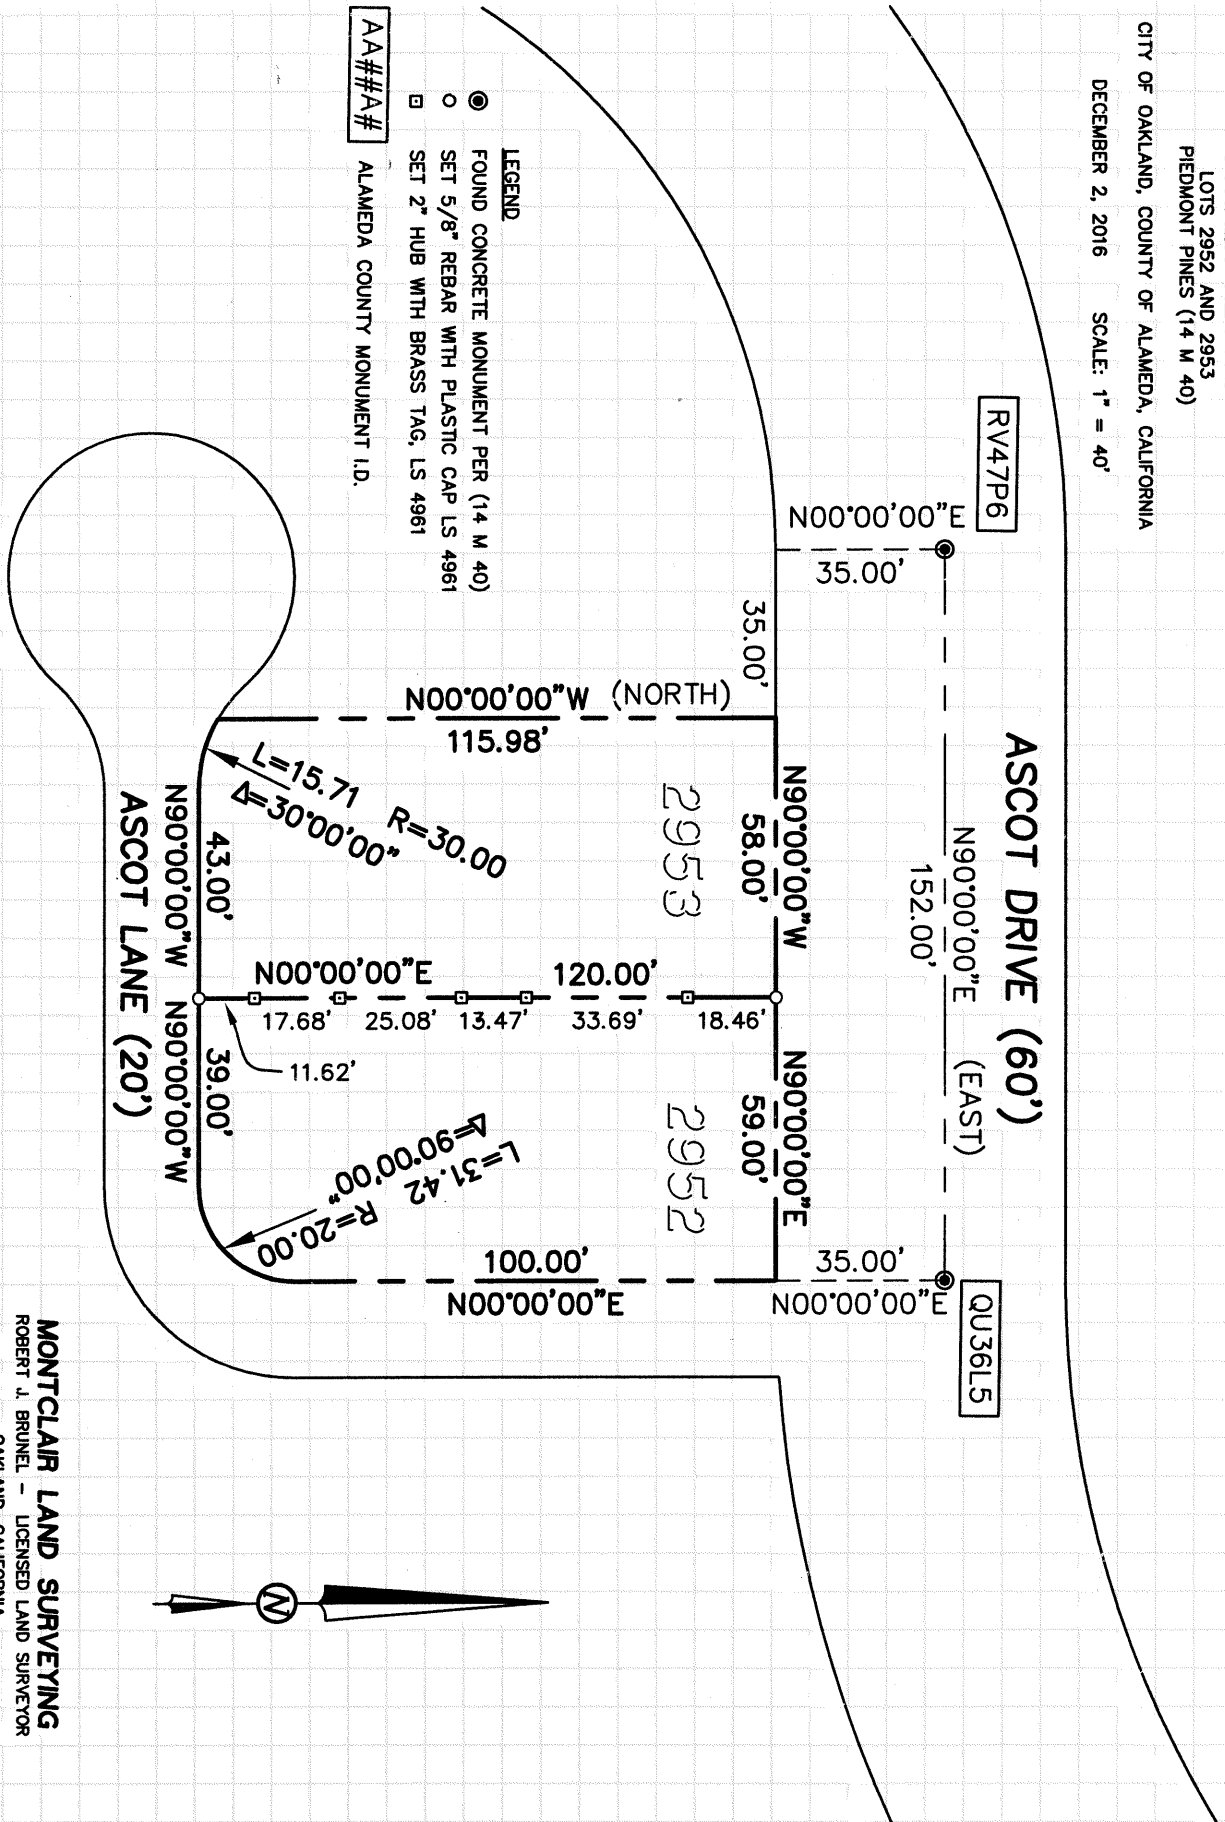 LOTS 2952 AND 2953
PIEDMONT PINES (14 M 40)
CITY OF OAKLAND, COUNTY OF ALAMEDA, CALIFORNIA
DECEMBER 2, 2016 SCALE: 1" = 40'
RV47P6
N00°00'00"E
35.00'
ASCOT DRIVE (60')
N90°00'00"E (EAST)
152.00'
QU36L5
35.00'
N00°00'00"E
LEGEND
FOUND CONCRETE MONUMENT PER (14 M 40)
SET 5/8" REBAR WITH PLASTIC CAP LS 4961
SET 2" HUB WITH BRASS TAG, LS 4961
AA##A# ALAMEDA COUNTY MONUMENT I.D.
35.00'
N90°00'00"W
58.00'
N90°00'00"E
59.00'
N00°00'00"W (NORTH)
115.98'
2953
2952
N00°00'00"E 120.00'
17.68' 25.08' 13.47' 33.69' 18.46'
11.62'
L=15.71 R=30.00
Δ=30°00'00"
L=31.42 R=20.00
Δ=90°00'00"
100.00'
N00°00'00"E
43.00'
39.00'
N90°00'00"W N90°00'00"W
ASCOT LANE (20')
N
MONTCLAIR LAND SURVEYING
ROBERT J. BRUNEL - LICENSED LAND SURVEYOR
OAKLAND, CALIFORNIA